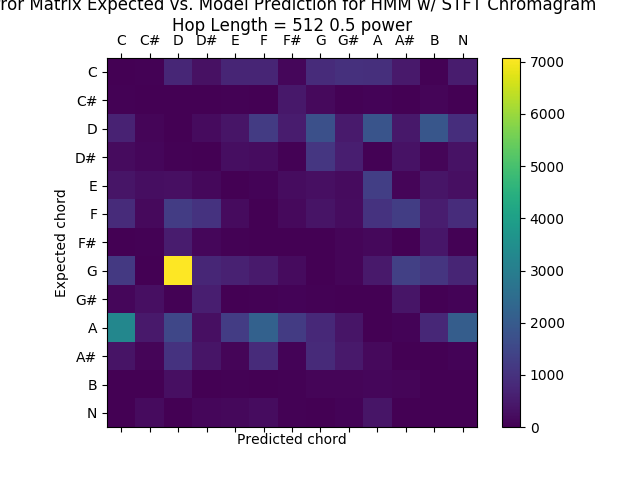 ror Matrix Expected vs. Model Prediction for HMM w/ STFT Chromagram
Hop Length = 512 0.5 power
C C# D D# E F F# G G# A A# B N
C
C#
D
D#
E
F
F#
G
G#
A
A#
B
N
Expected chord
Predicted chord
7000
6000
5000
4000
3000
2000
1000
0